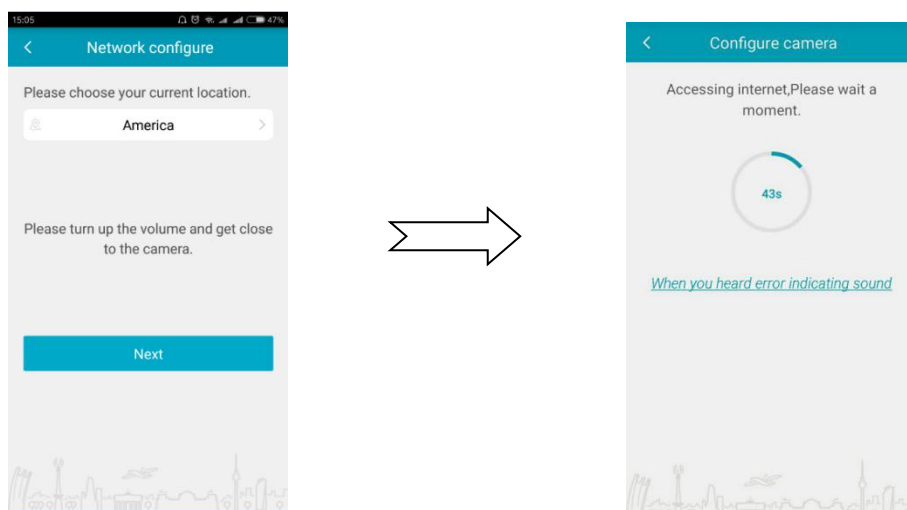 15:05 47%
Network configure
Please choose your current location.
America
Please turn up the volume and get close
to the camera.
Next
Configure camera
Accessing internet,Please wait a
moment.
43s
When you heard error indicating sound